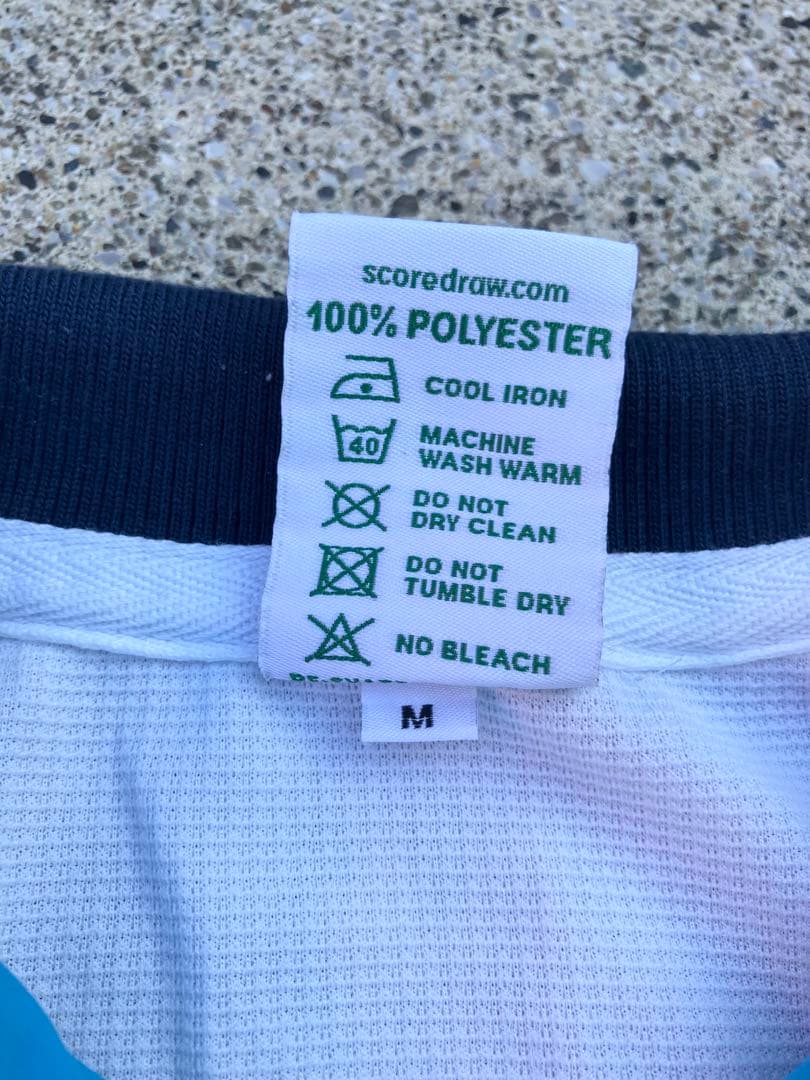 scoredraw.com
100% POLYESTER
COOL IRON
40
MACHINE
WASH WARM
DO NOT
DRY CLEAN
DO NOT
TUMBLE DRY
NO BLEACH
M